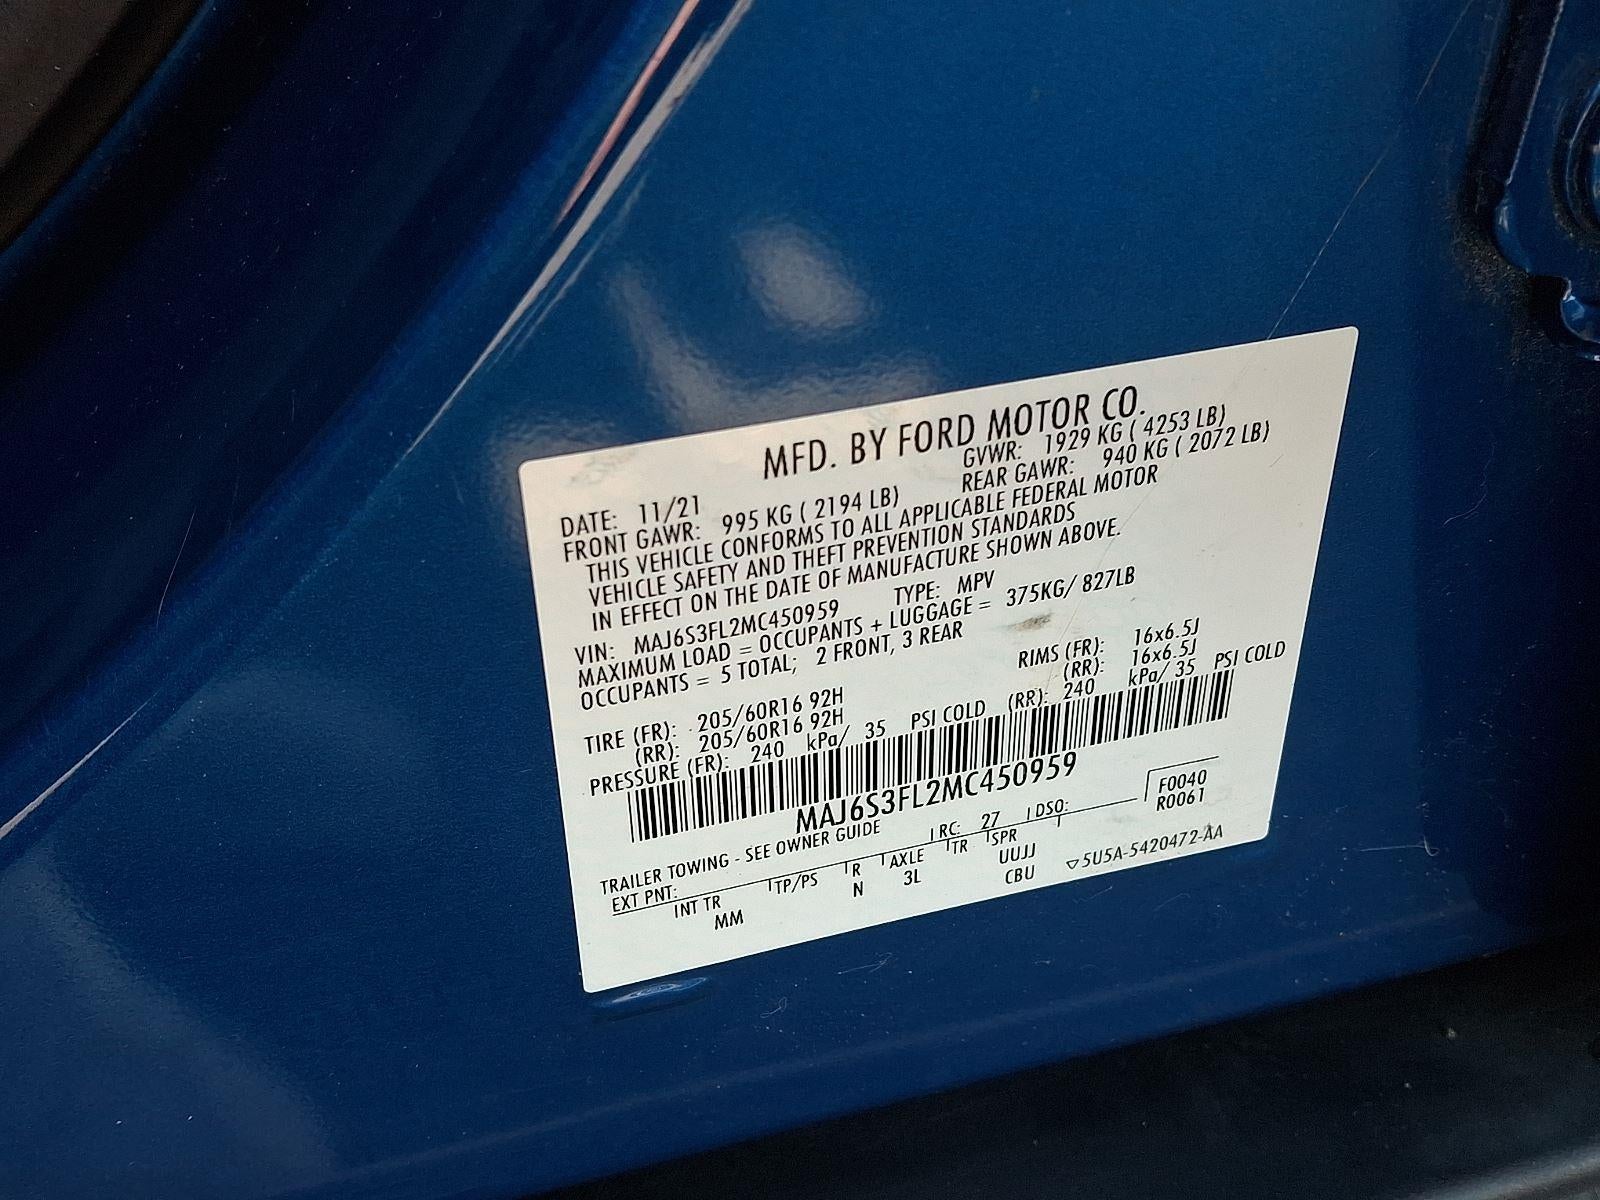 MFD. BY FORD MOTOR CO.
DATE: 11/21 GVWR: 1929 KG ( 4253 LB)
FRONT GAWR: 995 KG ( 2194 LB) REAR GAWR: 940 KG ( 2072 LB)
THIS VEHICLE CONFORMS TO ALL APPLICABLE FEDERAL MOTOR
VEHICLE SAFETY AND THEFT PREVENTION STANDARDS
IN EFFECT ON THE DATE OF MANUFACTURE SHOWN ABOVE.
VIN: MAJ6S3FL2MC450959 TYPE: MPV
MAXIMUM LOAD = OCCUPANTS + LUGGAGE = 375KG/ 827LB
OCCUPANTS = 5 TOTAL; 2 FRONT, 3 REAR
TIRE (FR): 205/60R16 92H RIMS (FR): 16x6.5J
(RR): 205/60R16 92H (RR): 16x6.5J
PRESSURE (FR): 240 kPa/ 35 PSI COLD (RR): 240 kPa/ 35 PSI COLD
MAJ6S3FL2MC450959
TRAILER TOWING - SEE OWNER GUIDE
EXT PNT: RC: 27 DSO: F0040
R0061
INT TR TP/PS R AXLE TR SPR
MM N 3L UUJJ
CBU
▽5U5A-5420472-AA